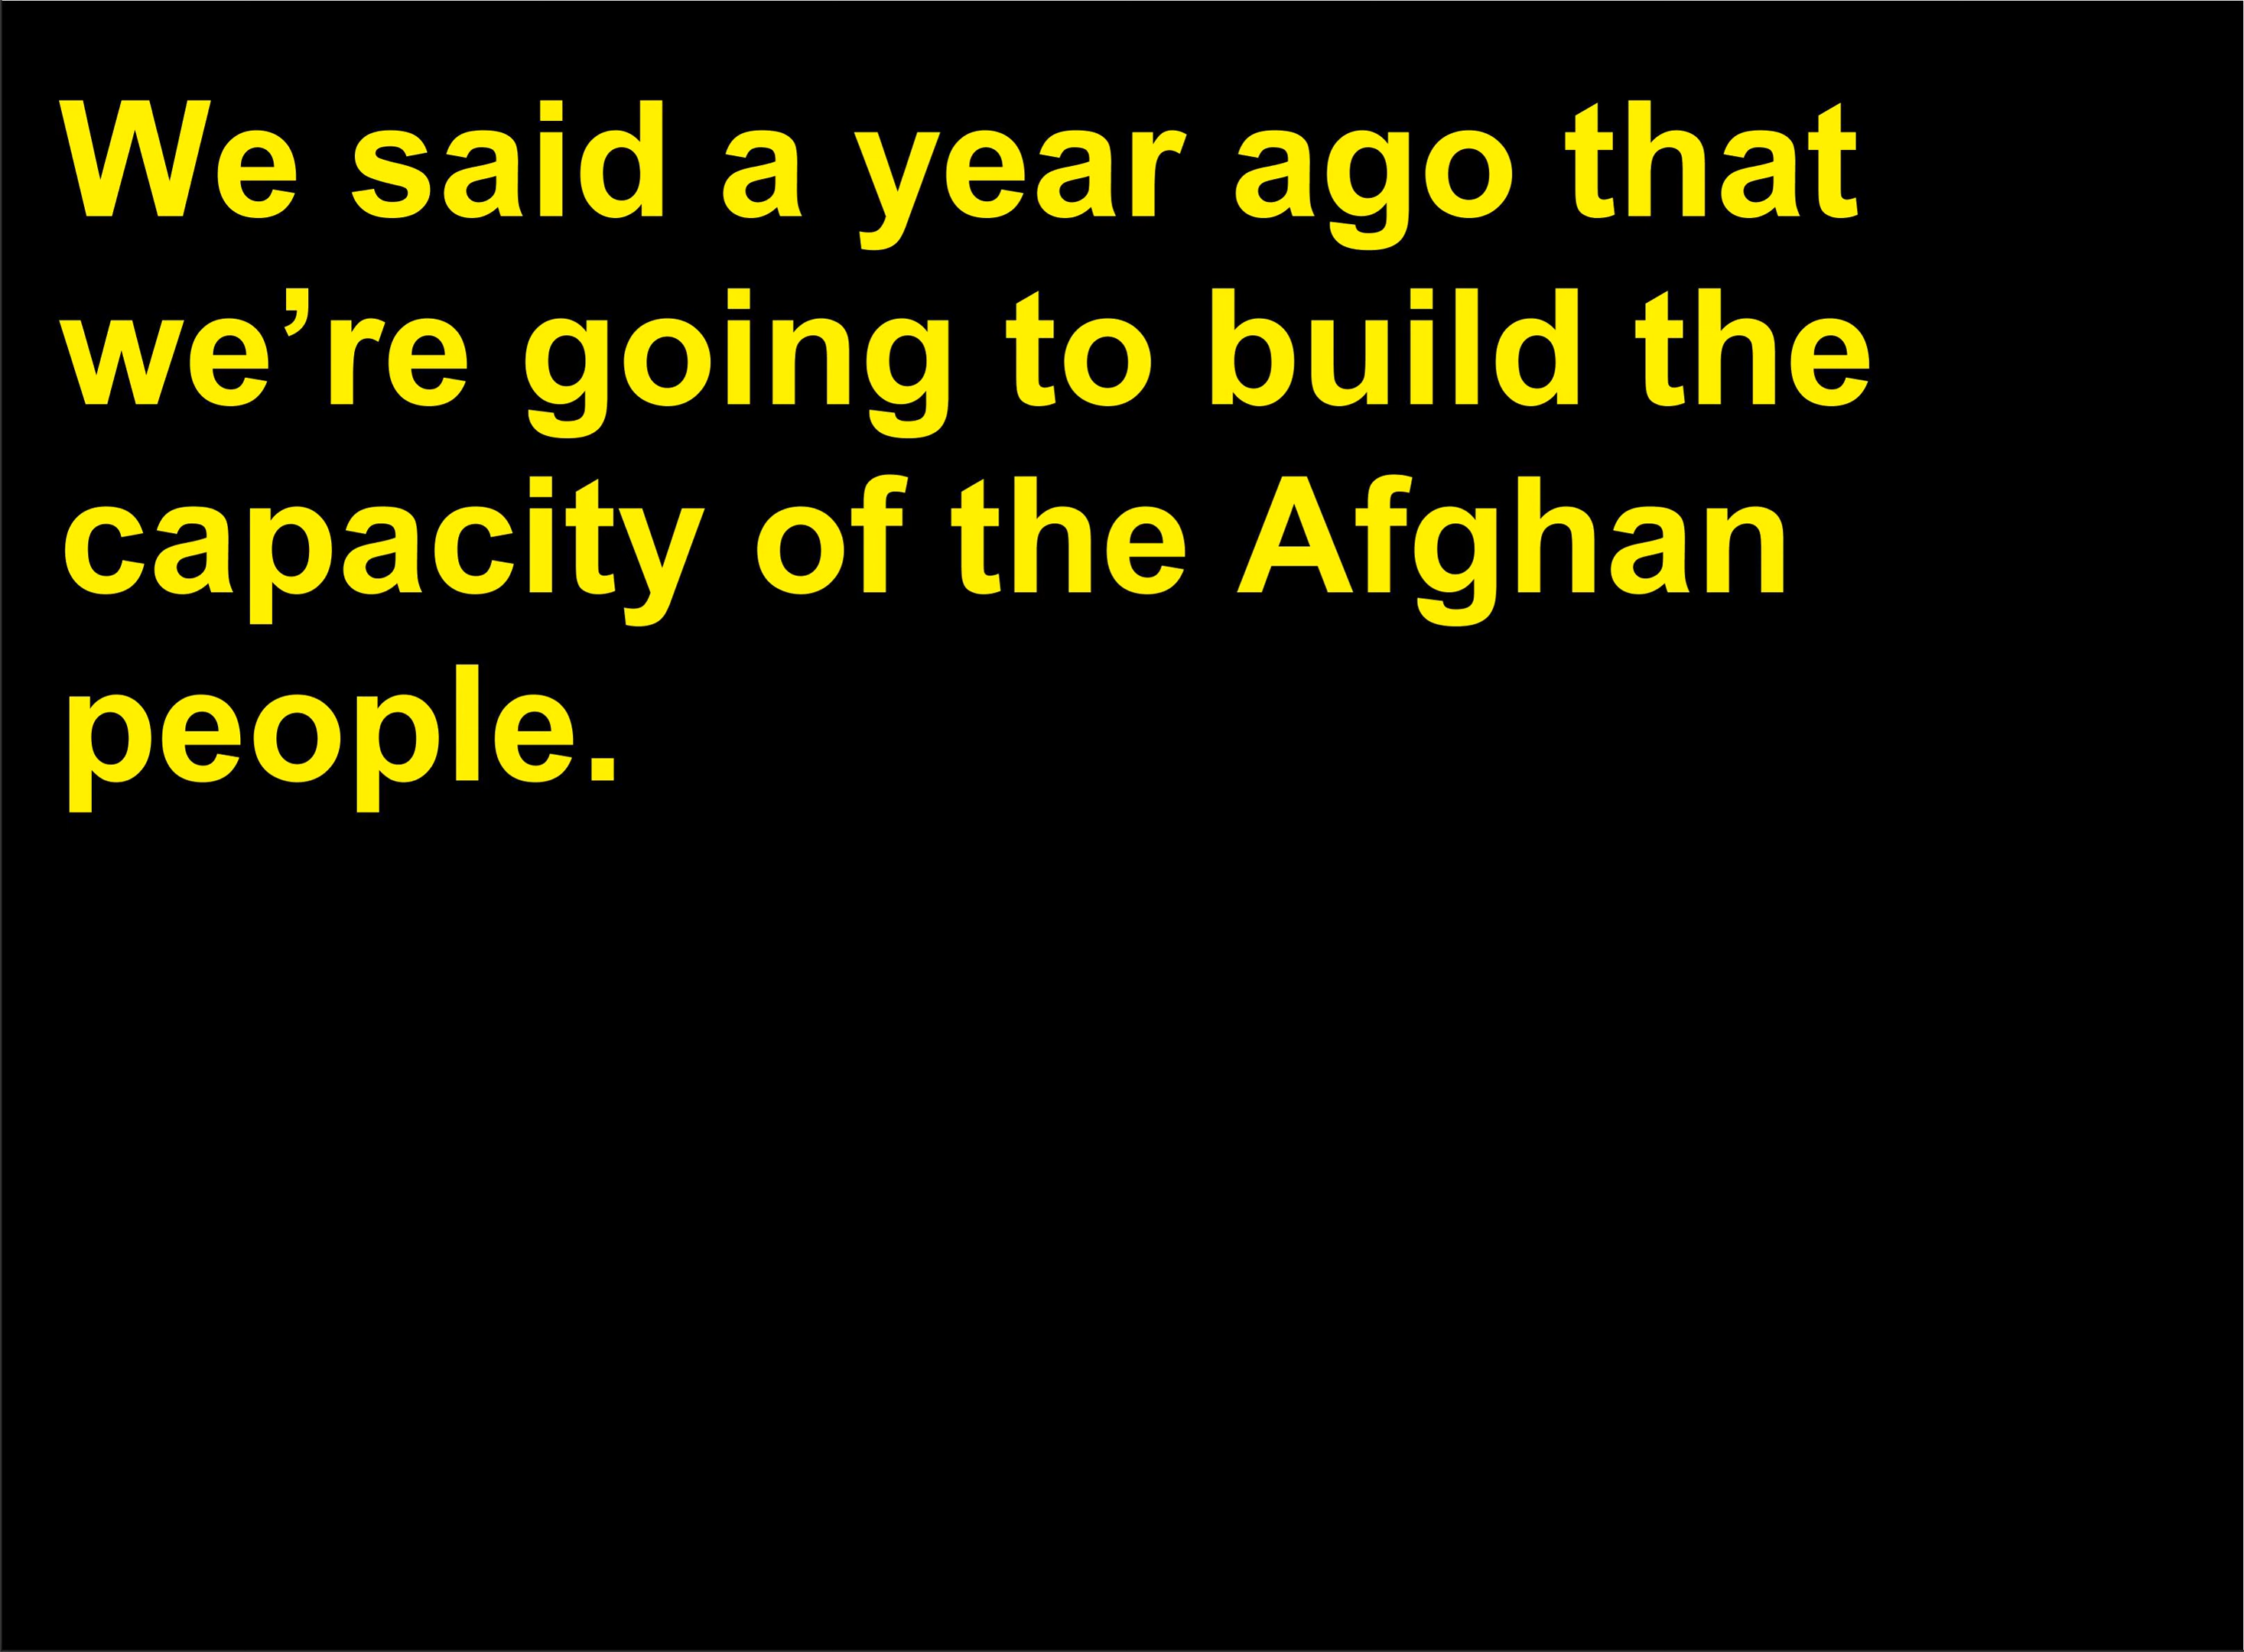 We said a year ago that
we’re going to build the
capacity of the Afghan
people.